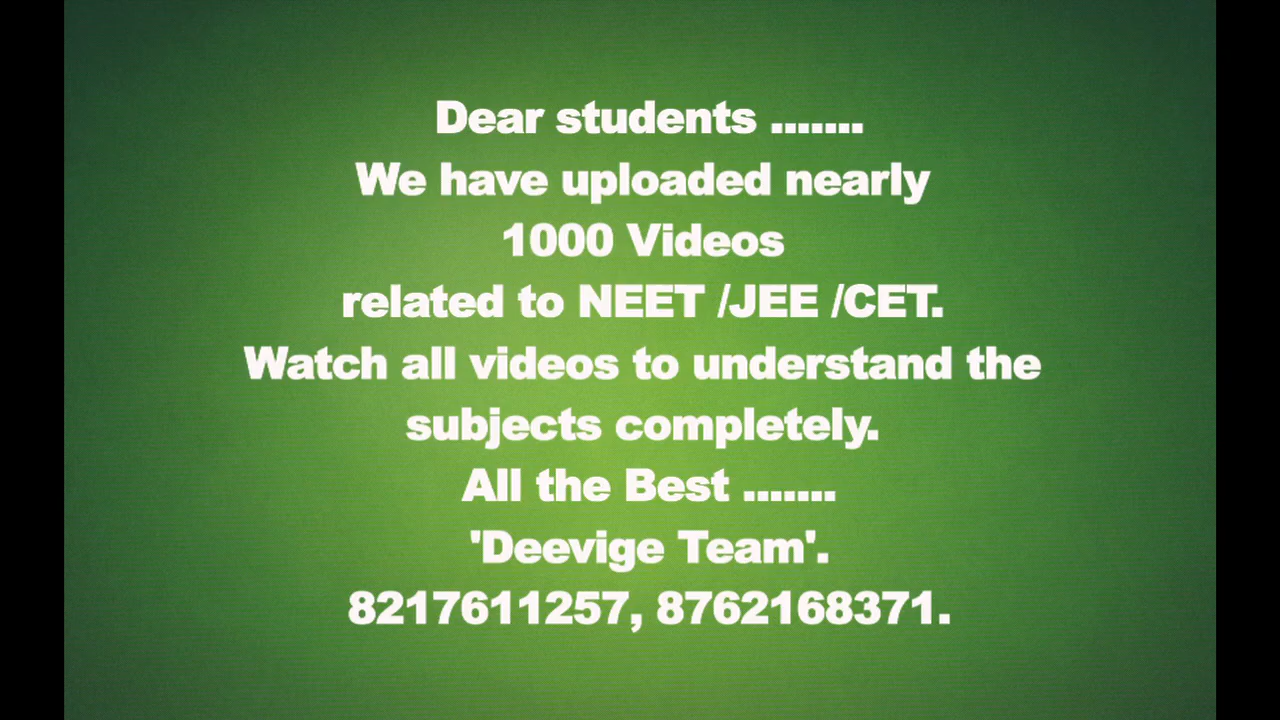 Dear students .......
We have uploaded nearly
1000 Videos
related to NEET /JEE /CET.
Watch all videos to understand the
subjects completely.
All the Best .......
'Deevige Team'.
8217611257, 8762168371.